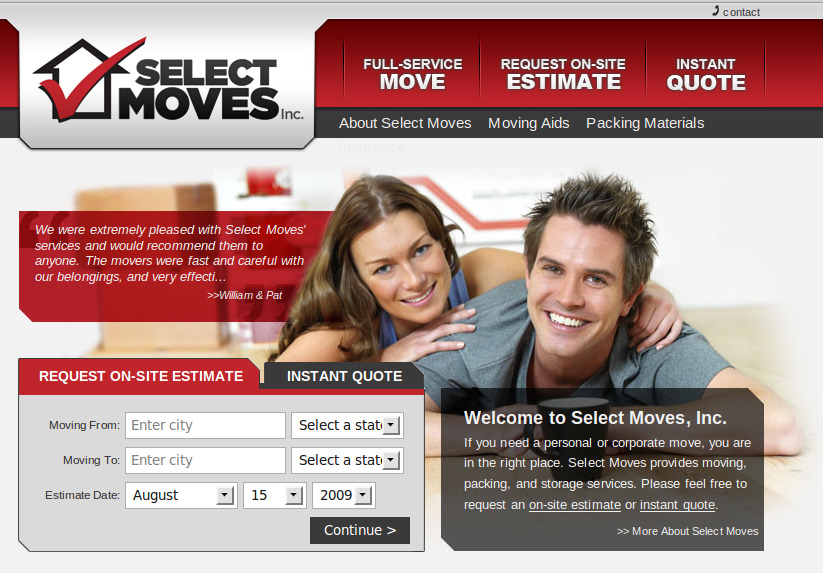 contact
SELECT
MOVES Inc.
FULL-SERVICE
MOVE
REQUEST ON-SITE
ESTIMATE
INSTANT
QUOTE
About Select Moves Moving Aids Packing Materials
Insurance
We were extremely pleased with Select Moves'
services and would recommend them to
anyone. The movers were fast and careful with
our belongings, and very effecti...
>>William & Pat
REQUEST ON-SITE ESTIMATE INSTANT QUOTE
Moving From: Enter city Select a stat
Moving To: Enter city Select a stat
Estimate Date: August 15 2009
Continue >
Welcome to Select Moves, Inc.
If you need a personal or corporate move, you are
in the right place. Select Moves provides moving,
packing, and storage services. Please feel free to
request an on-site estimate or instant quote.
>> More About Select Moves